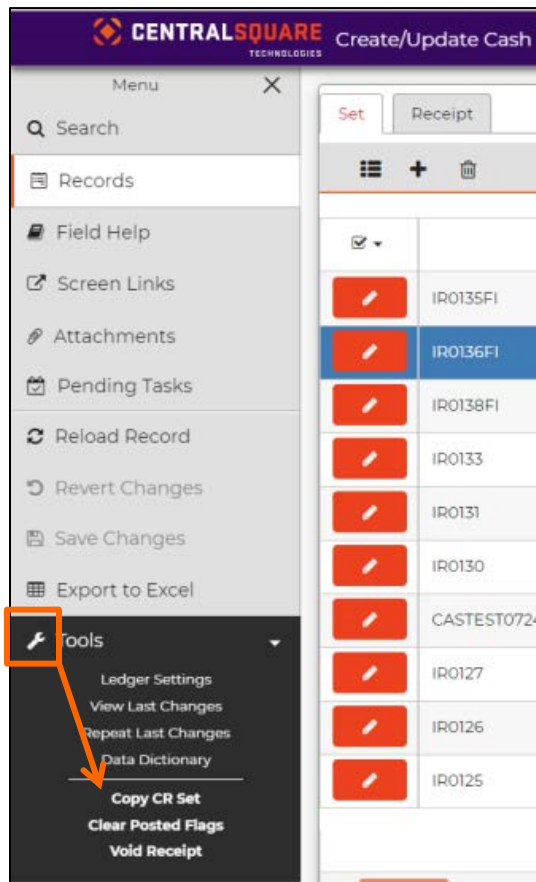 CENTRALSQUARE
TECHNOLOGIES
Create/Update Cash
Menu
Search
Records
Field Help
Screen Links
Attachments
Pending Tasks
Reload Record
Revert Changes
Save Changes
Export to Excel
Tools
Ledger Settings
View Last Changes
Repeat Last Changes
Data Dictionary
Copy CR Set
Clear Posted Flags
Void Receipt
Set
Receipt
IR0135FI
IR0136FI
IR0138FI
IR0133
IR0131
IR0130
CASTEST0724
IR0127
IR0126
IR0125